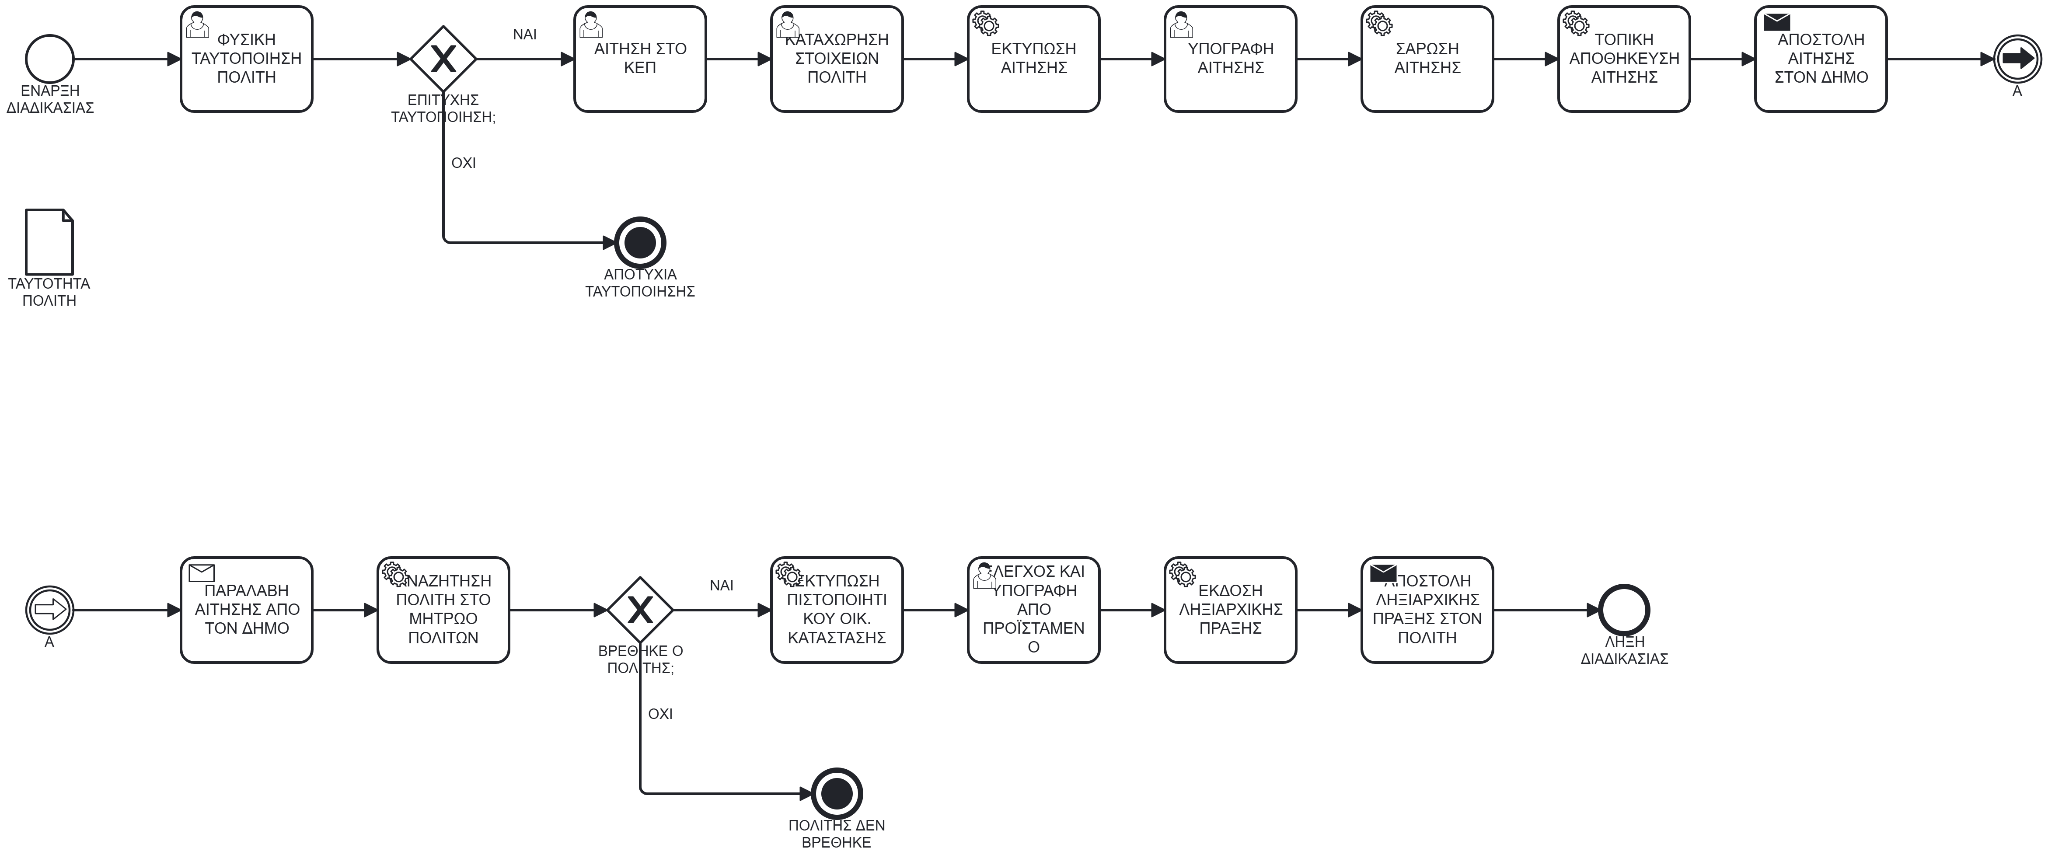 ΕΝΑΡΞΗ
ΔΙΑΔΙΚΑΣΙΑΣ
ΦΥΣΙΚΗ
ΤΑΥΤΟΠΟΙΗΣΗ
ΠΟΛΙΤΗ
ΕΠΙΤΥΧΗΣ
ΤΑΥΤΟΠΟΙΗΣΗ;
ΝΑΙ
ΟΧΙ
ΑΙΤΗΣΗ ΣΤΟ
ΚΕΠ
ΚΑΤΑΧΩΡΗΣΗ
ΣΤΟΙΧΕΙΩΝ
ΠΟΛΙΤΗ
ΕΚΤΥΠΩΣΗ
ΑΙΤΗΣΗΣ
ΥΠΟΓΡΑΦΗ
ΑΙΤΗΣΗΣ
ΣΑΡΩΣΗ
ΑΙΤΗΣΗΣ
ΤΟΠΙΚΗ
ΑΠΟΘΗΚΕΥΣΗ
ΑΙΤΗΣΗΣ
ΑΠΟΣΤΟΛΗ
ΑΙΤΗΣΗΣ
ΣΤΟΝ ΔΗΜΟ
Α
ΤΑΥΤΟΤΗΤΑ
ΠΟΛΙΤΗ
ΑΠΟΤΥΧΙΑ
ΤΑΥΤΟΠΟΙΗΣΗΣ
Α
ΠΑΡΑΛΑΒΗ
ΑΙΤΗΣΗΣ ΑΠΟ
ΤΟΝ ΔΗΜΟ
ΑΝΑΖΗΤΗΣΗ
ΠΟΛΙΤΗ ΣΤΟ
ΜΗΤΡΩΟ
ΠΟΛΙΤΩΝ
ΒΡΕΘΗΚΕ Ο
ΠΟΛΙΤΗΣ;
ΝΑΙ
ΟΧΙ
ΕΚΤΥΠΩΣΗ
ΠΙΣΤΟΠΟΙΗΤΙ
ΚΟΥ ΟΙΚ.
ΚΑΤΑΣΤΑΣΗΣ
ΕΛΕΓΧΟΣ ΚΑΙ
ΥΠΟΓΡΑΦΗ
ΑΠΟ
ΠΡΟΪΣΤΑΜΕΝ
Ο
ΕΚΔΟΣΗ
ΛΗΞΙΑΡΧΙΚΗΣ
ΠΡΑΞΗΣ
ΑΠΟΣΤΟΛΗ
ΛΗΞΙΑΡΧΙΚΗΣ
ΠΡΑΞΗΣ ΣΤΟΝ
ΠΟΛΙΤΗ
ΛΗΞΗ
ΔΙΑΔΙΚΑΣΙΑΣ
ΠΟΛΙΤΗΣ ΔΕΝ
ΒΡΕΘΗΚΕ